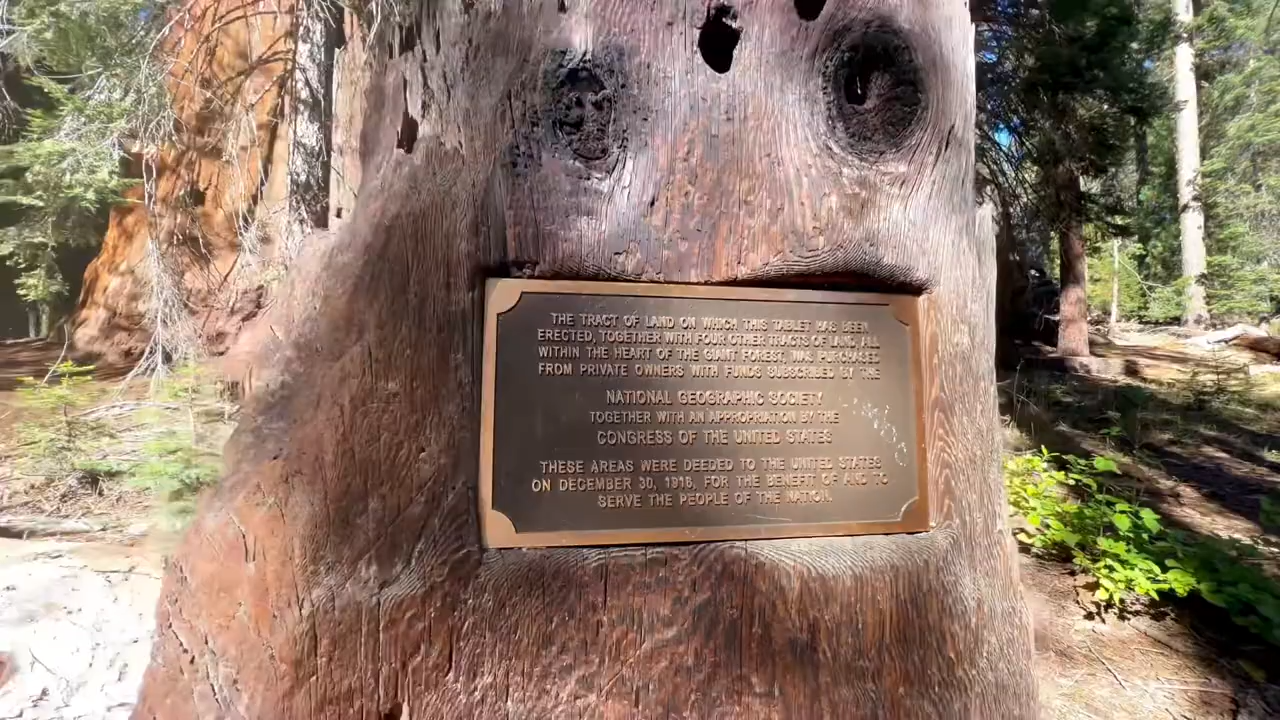 THE TRACT OF LAND ON WHICH THIS TABLET HAS BEEN
ERECTED, TOGETHER WITH FOUR OTHER TRACTS OF LAND, ALL
WITHIN THE HEART OF THE GIANT FOREST, WAS PURCHASED
FROM PRIVATE OWNERS WITH FUNDS SUBSCRIBED BY THE
NATIONAL GEOGRAPHIC SOCIETY
TOGETHER WITH AN APPROPRIATION BY THE
CONGRESS OF THE UNITED STATES
THESE AREAS WERE DEEDED TO THE UNITED STATES
ON DECEMBER 30, 1916, FOR THE BENEFIT OF AND TO
SERVE THE PEOPLE OF THE NATION.